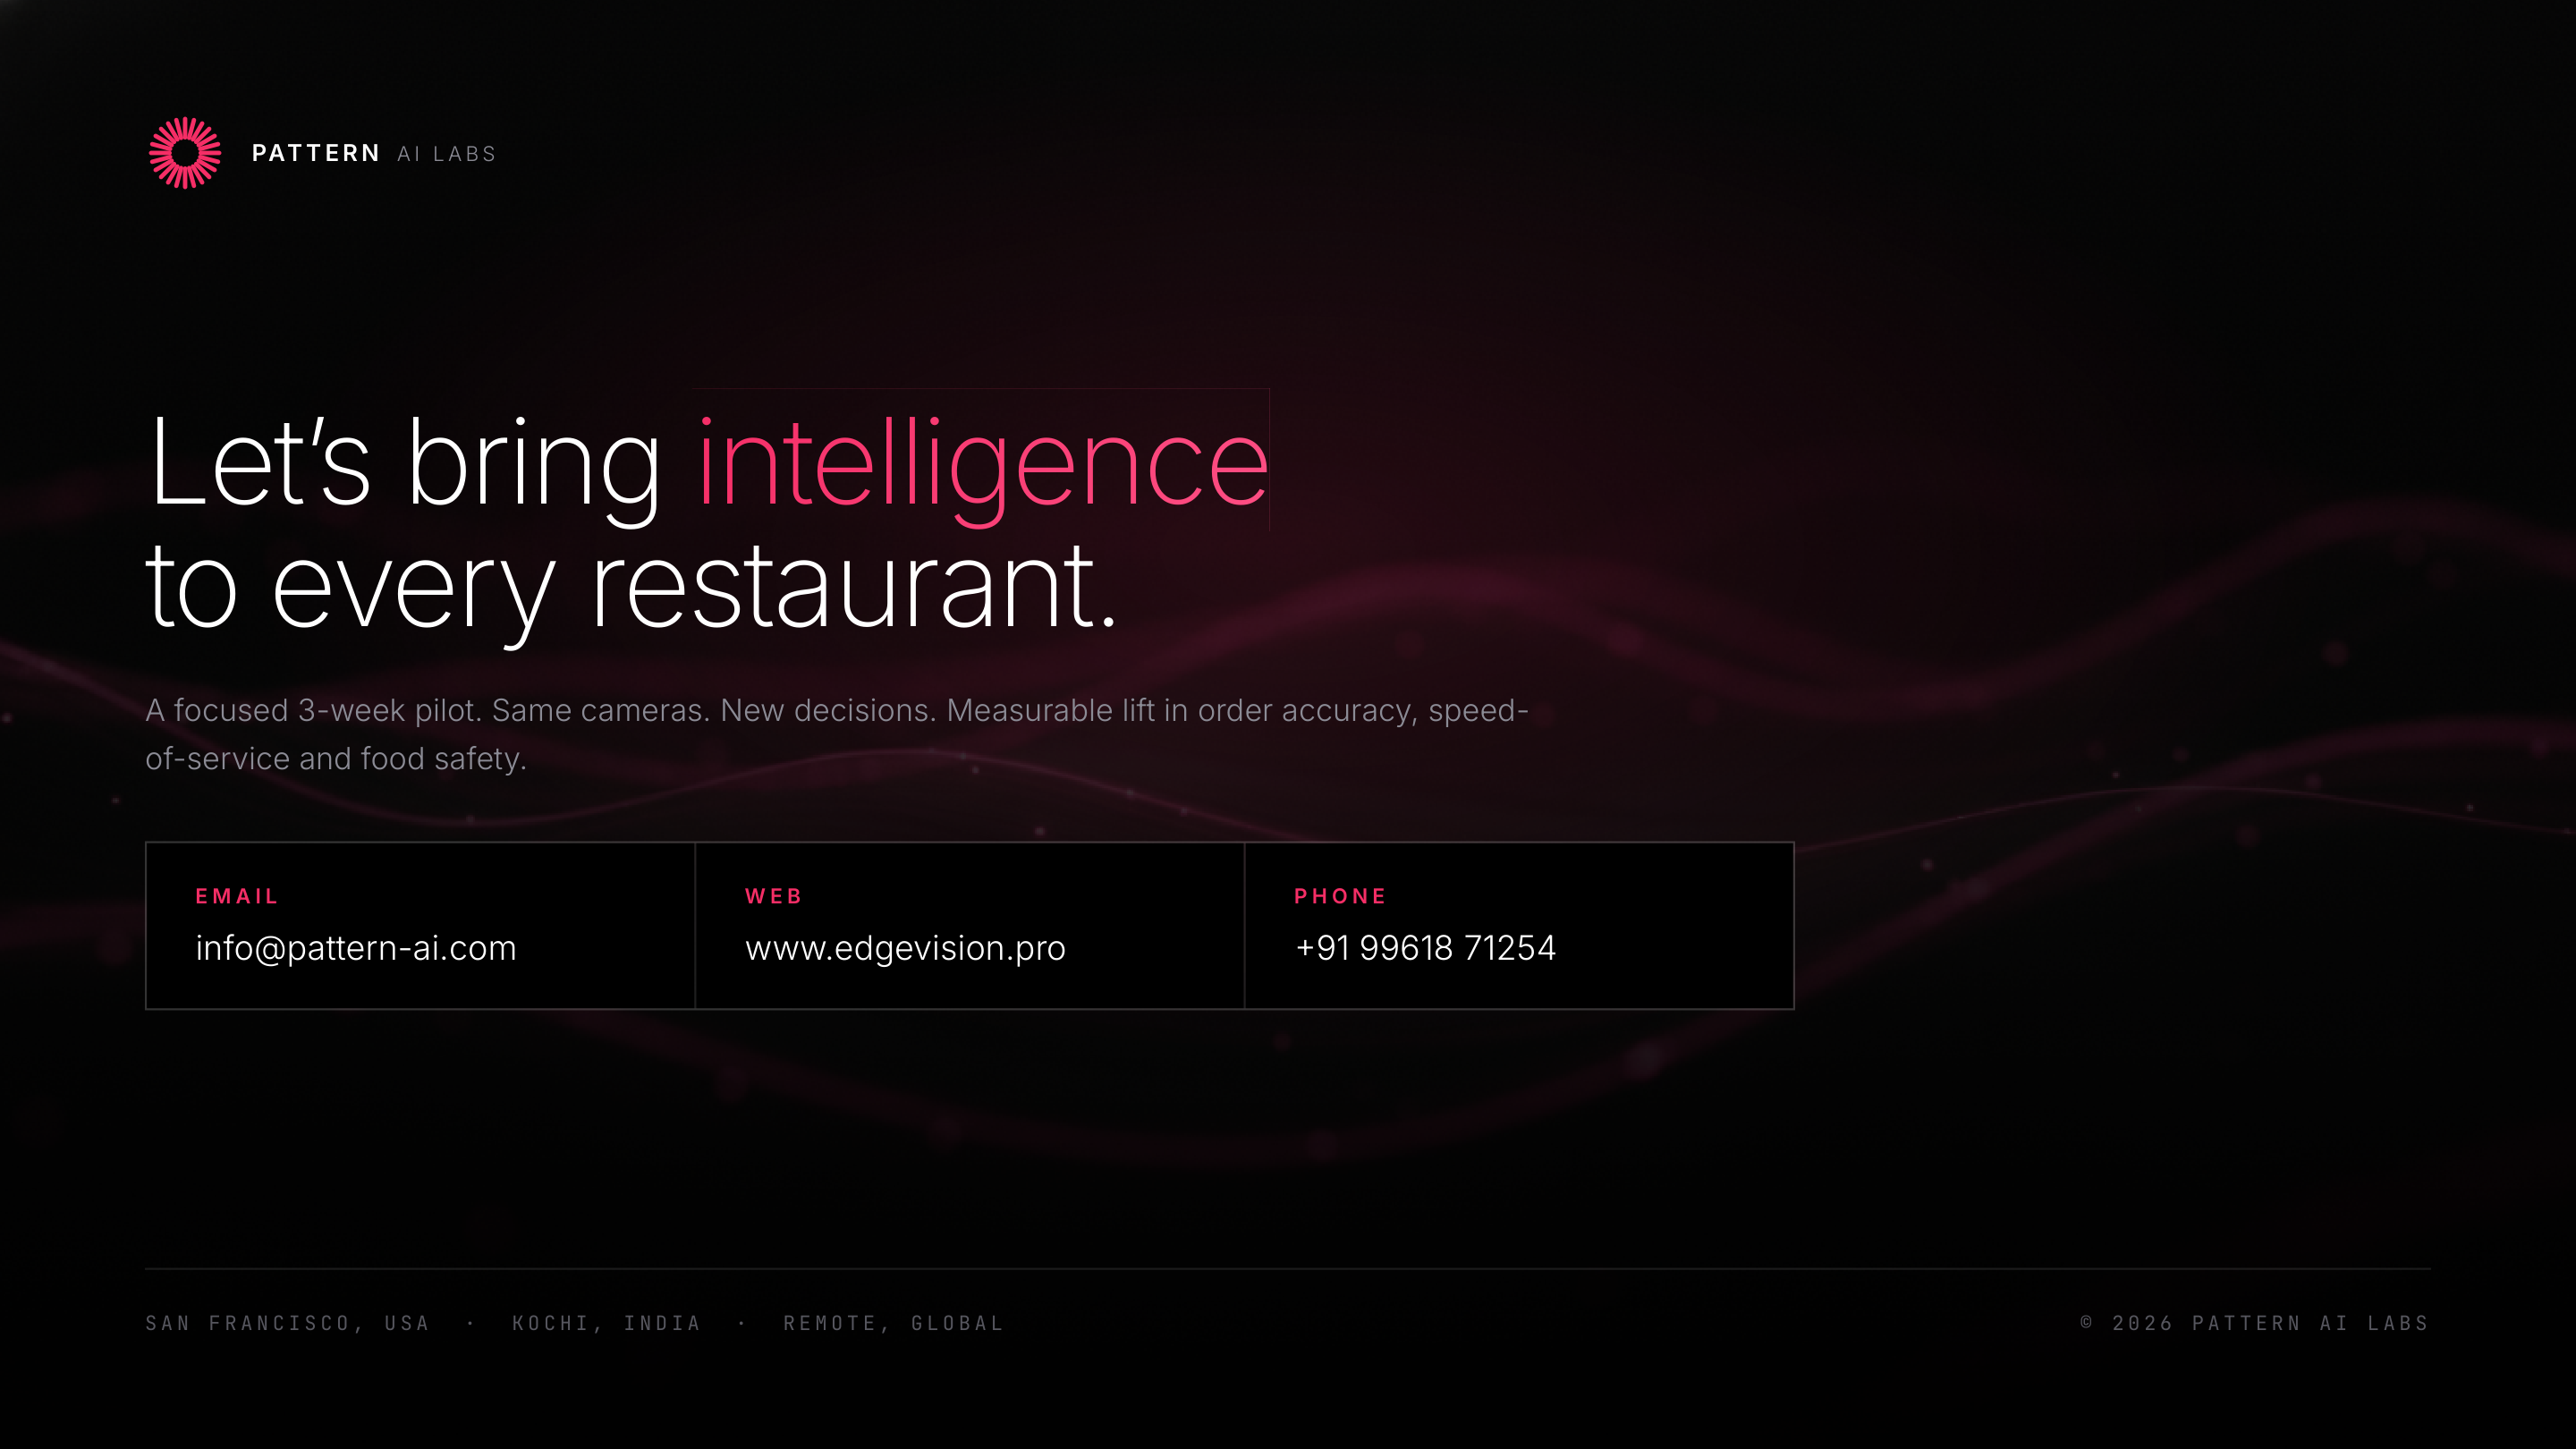 PATTERN AI LABS
Let’s bring intelligence
to every restaurant.
A focused 3-week pilot. Same cameras. New decisions. Measurable lift in order accuracy, speed-
of-service and food safety.
EMAIL
info@pattern-ai.com
WEB
www.edgevision.pro
PHONE
+91 99618 71254
SAN FRANCISCO, USA · KOCHI, INDIA · REMOTE, GLOBAL
© 2026 PATTERN AI LABS